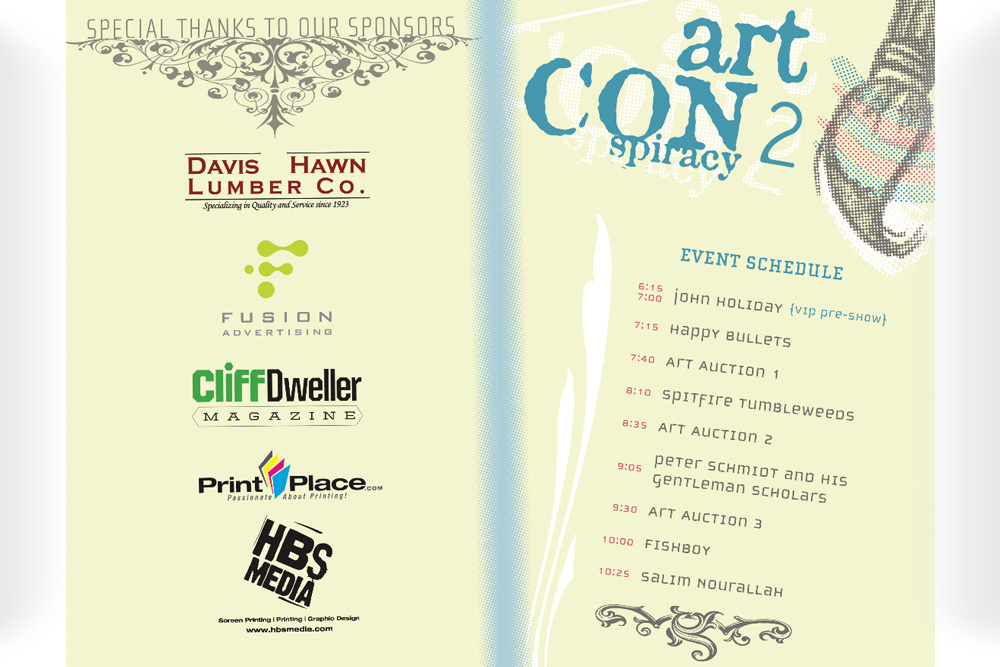 SPECIAL THANKS TO OUR SPONSORS
DAVIS HAWN
LUMBER CO.
Specializing in Quality and Service since 1923
FUSION
ADVERTISING
CliffDweller
MAGAZINE
PrintPlace.COM
Passionate About Printing!
HBS
MEDIA
Screen Printing | Printing | Graphic Design
www.hbsmedia.com
art
CON 2
spiracy
EVENT SCHEDULE
6:15
7:00 JOHN HOLIDAY {VIP PRE-SHOW}
7:15 HAPPY BULLETS
7:40 ART AUCTION 1
8:10 SPITFIRE TUMBLEWEEDS
8:35 ART AUCTION 2
9:05 PETER SCHMIDT AND HIS
GENTLEMAN SCHOLARS
9:30 ART AUCTION 3
10:00 FISHBOY
10:25 SALIM NOURALLAH